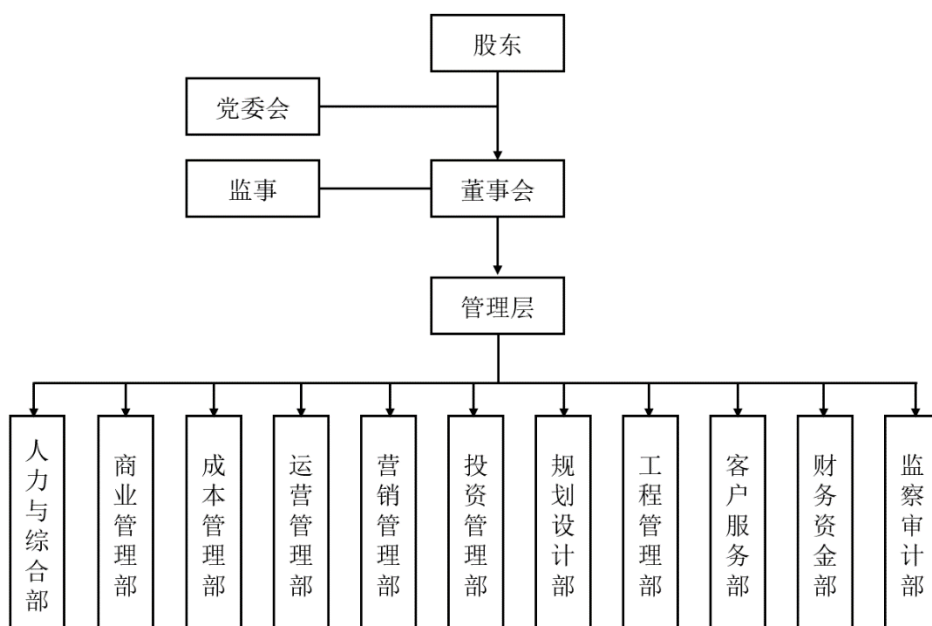 股东
党委会
监事
董事会
管理层
人力与综合部
商业管理部
成本管理部
运营管理部
营销管理部
投资管理部
规划设计部
工程管理部
客户服务部
财务资金部
监察审计部